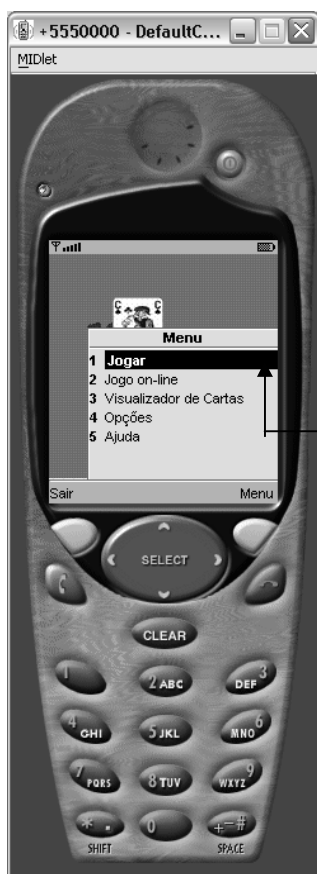 +5550000 - DefaultC...
MIDlet
C C
Menu
1 Jogar
2 Jogo on-line
3 Visualizador de Cartas
4 Opções
5 Ajuda
Sair Menu
SELECT
CLEAR
1 2 ABC DEF 3
4 GHI 5 JKL MNO 6
7 PQRS 8 TUV WXYZ 9
* . 0 + - #
SHIFT SPACE